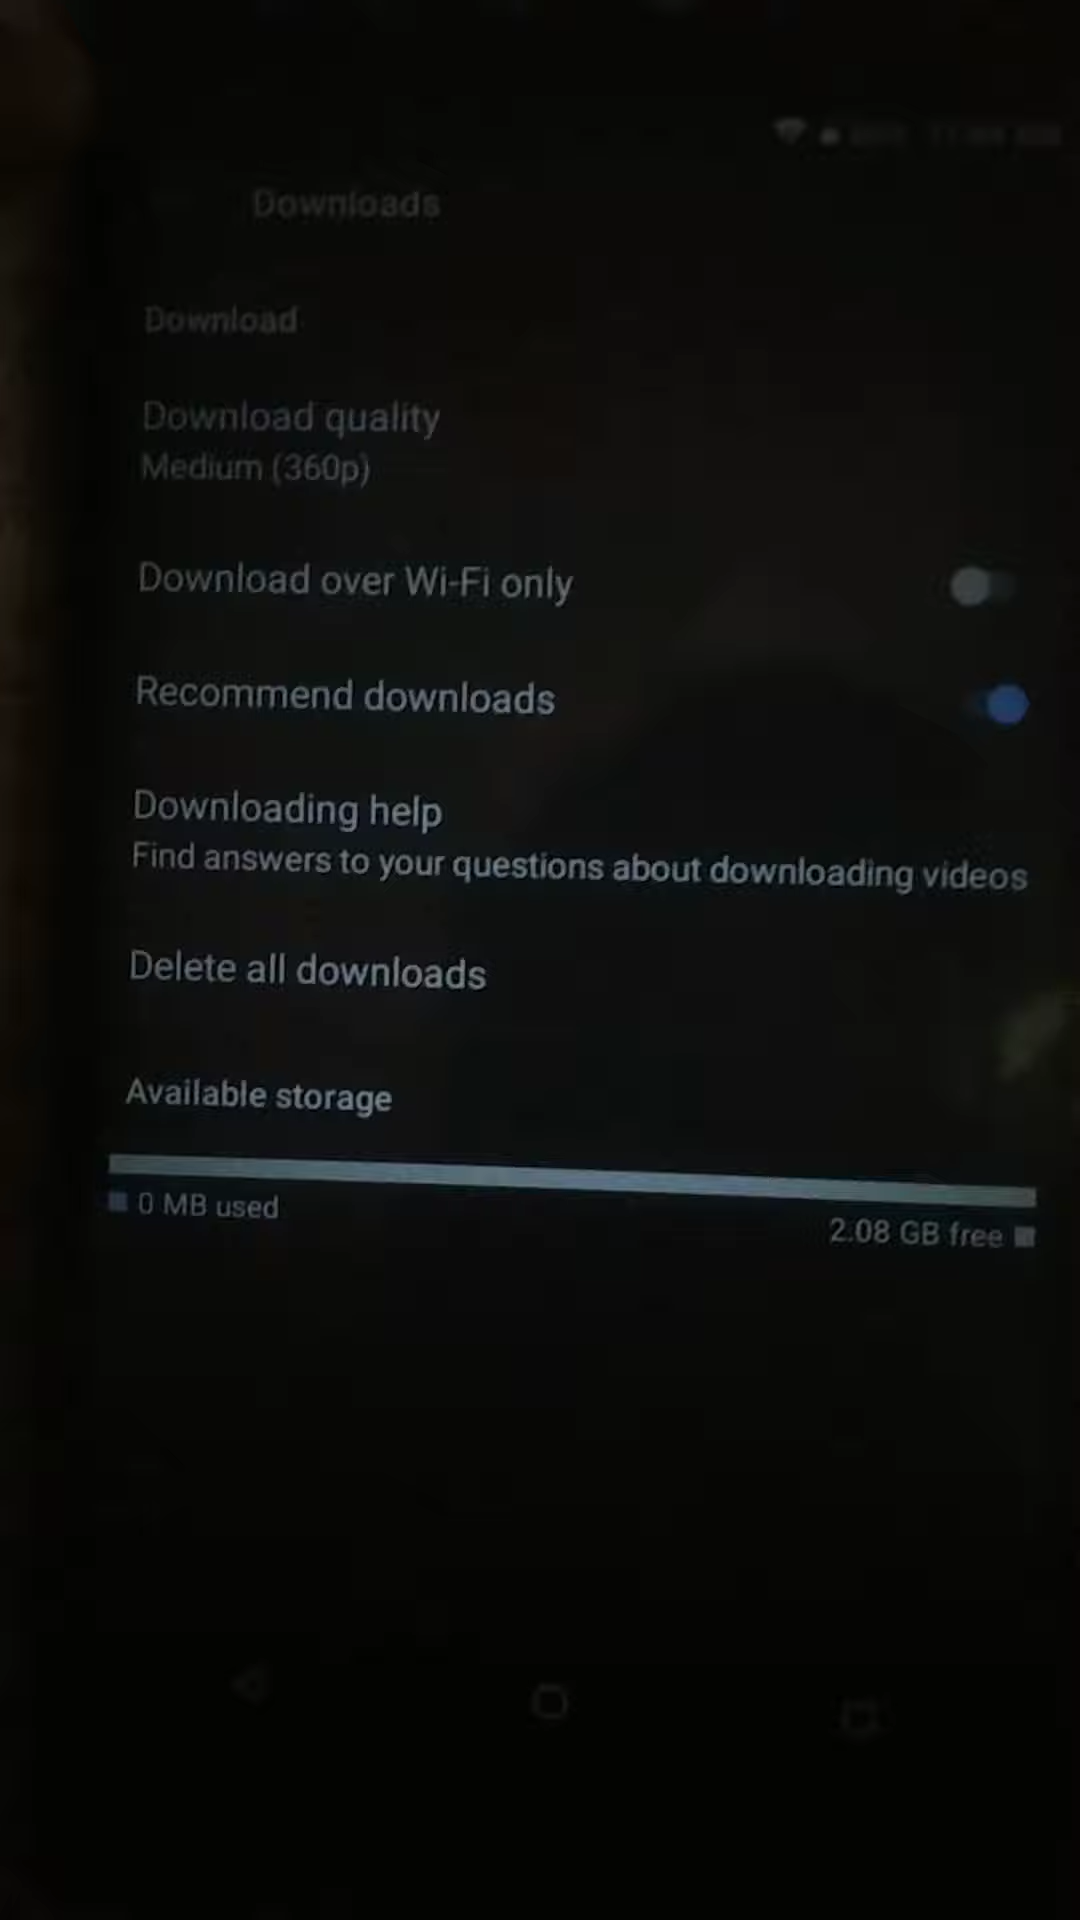 Downloads
Download
Download quality
Medium (360p)
Download over Wi-Fi only
Recommend downloads
Downloading help
Find answers to your questions about downloading videos
Delete all downloads
Available storage
0 MB used
2.08 GB free